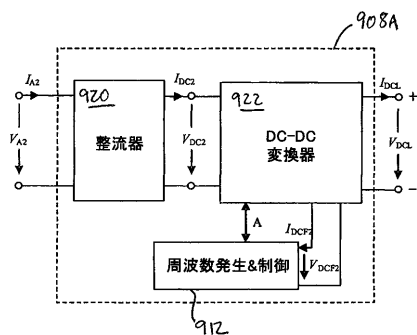 908A
I_A2
920
I_DC2
922
I_DCL
+
V_A2
整流器
V_DC2
DC-DC
変換器
V_DCL
−
A
I_DCF2
周波数発生&制御
V_DCF2
912